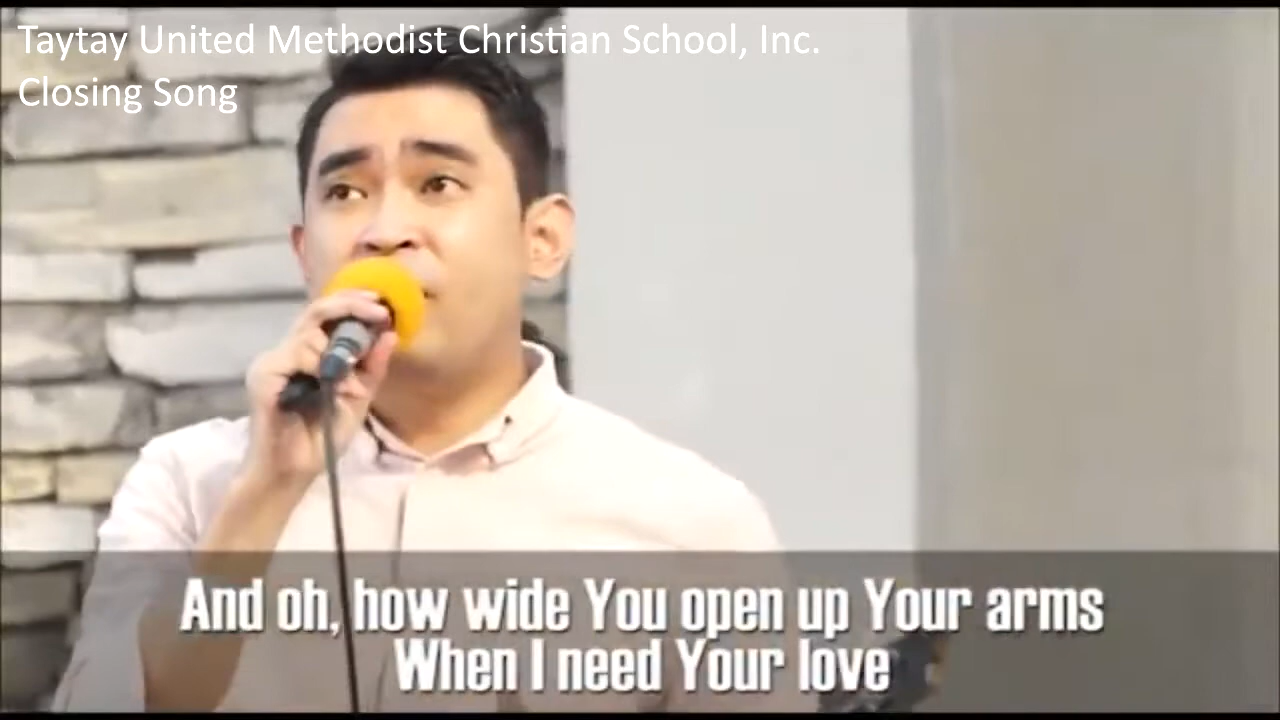 Taytay United Methodist Christian School, Inc.
Closing Song
And oh, how wide You open up Your arms
When I need Your love